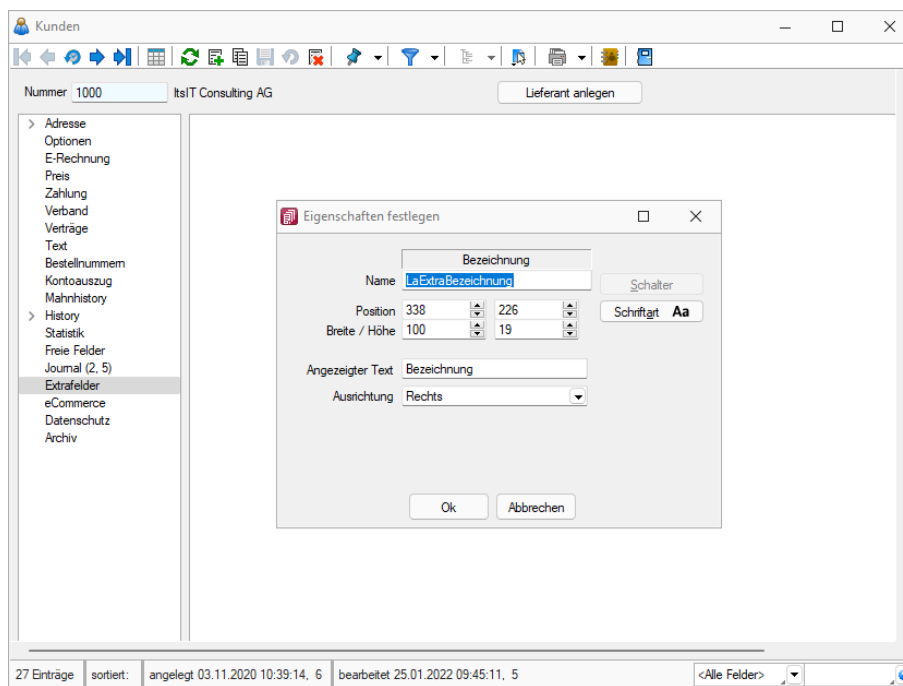 Kunden
Nummer 1000 ItsIT Consulting AG Lieferant anlegen
Adresse
Optionen
E-Rechnung
Preis
Zahlung
Verband
Verträge
Text
Bestellnummern
Kontoauszug
Mahnhistory
History
Statistik
Freie Felder
Journal (2, 5)
Extrafelder
eCommerce
Datenschutz
Archiv
Eigenschaften festlegen
Bezeichnung
Name LaExtraBezeichnung Schalter
Position 338 226 Schriftart Aa
Breite / Höhe 100 19
Angezeigter Text Bezeichnung
Ausrichtung Rechts
Ok Abbrechen
27 Einträge sortiert: angelegt 03.11.2020 10:39:14, 6 bearbeitet 25.01.2022 09:45:11, 5 <Alle Felder>